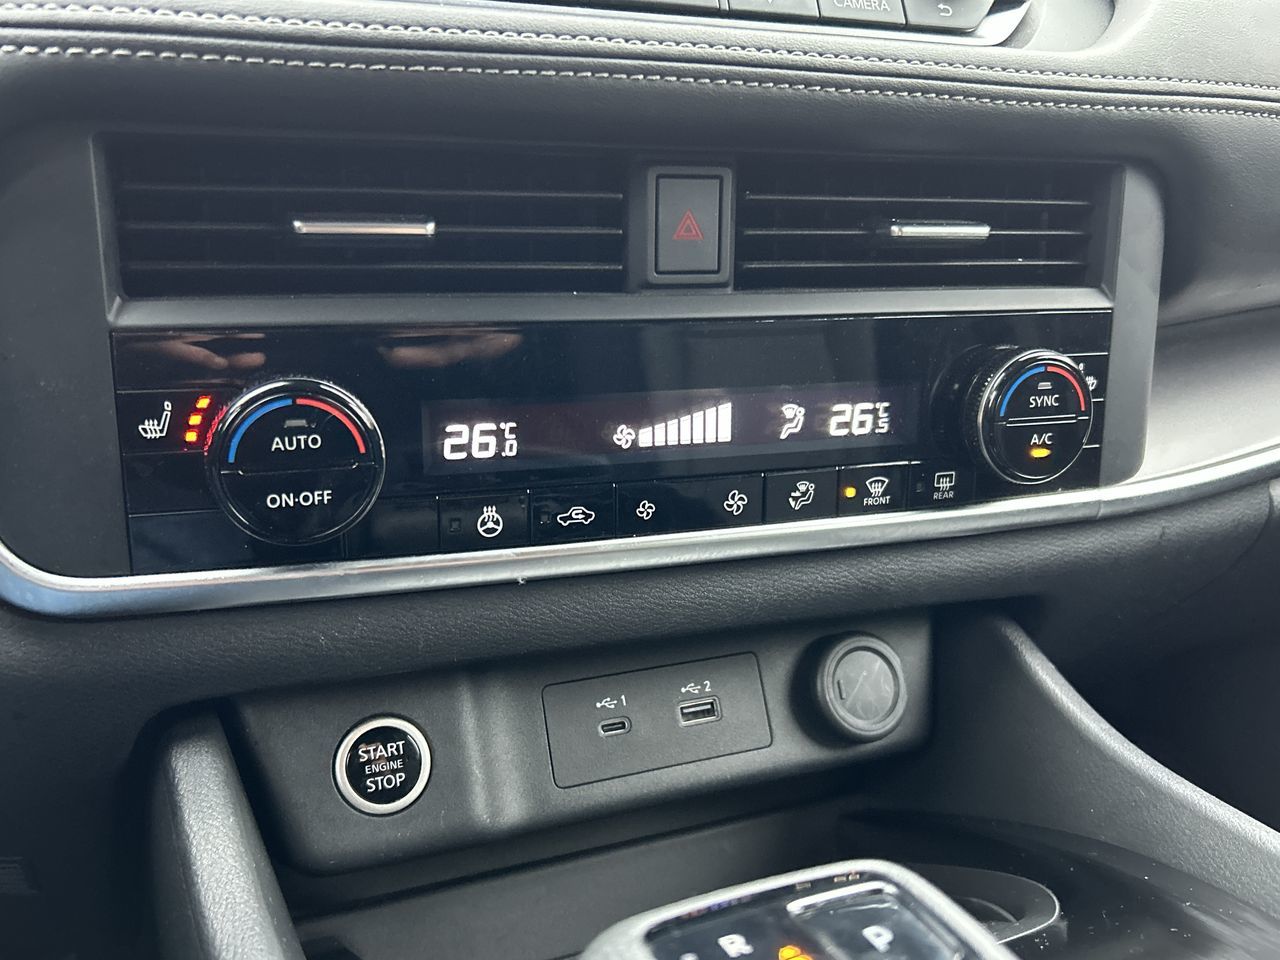 CAMERA
AUTO
ON·OFF
26.0°C
26.5°C
SYNC
A/C
FRONT
REAR
1
2
START
ENGINE
STOP
R
P